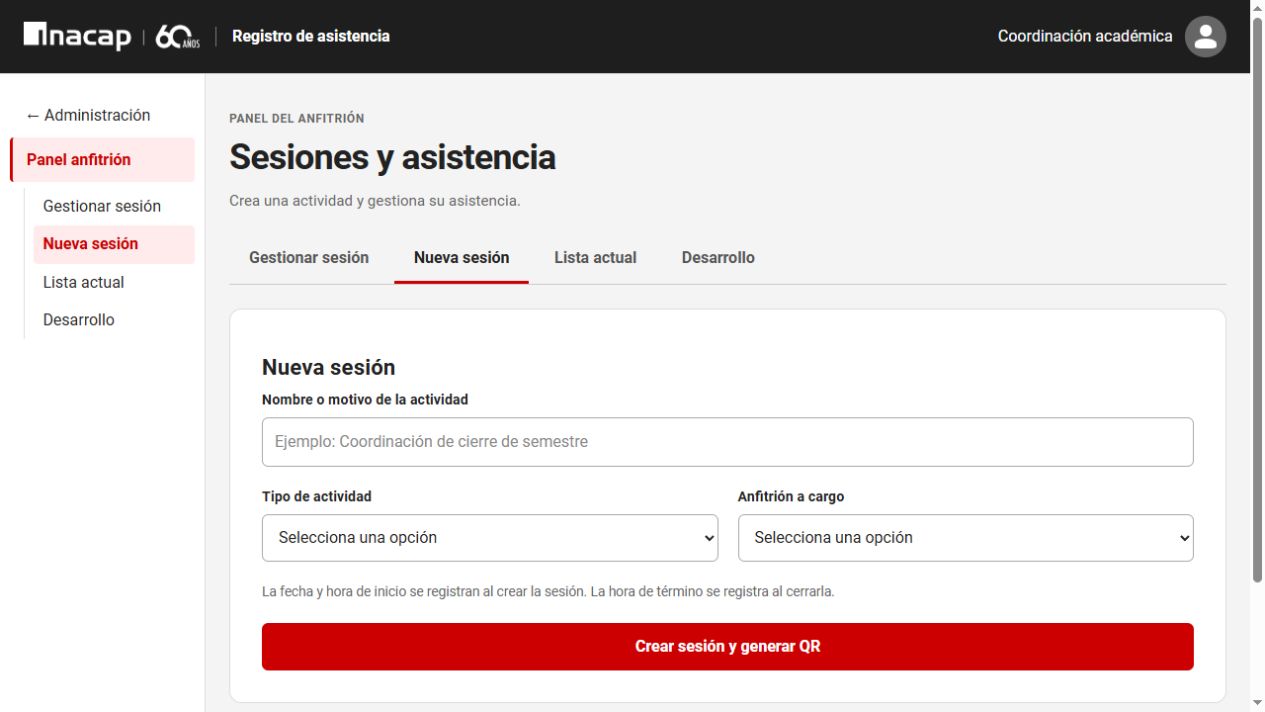 Inacap | 60 AÑOS
Registro de asistencia
Coordinación académica
← Administración
Panel anfitrión
Gestionar sesión
Nueva sesión
Lista actual
Desarrollo
PANEL DEL ANFITRIÓN
Sesiones y asistencia
Crea una actividad y gestiona su asistencia.
Gestionar sesión Nueva sesión Lista actual Desarrollo
Nueva sesión
Nombre o motivo de la actividad
Ejemplo: Coordinación de cierre de semestre
Tipo de actividad Anfitrión a cargo
Selecciona una opción Selecciona una opción
La fecha y hora de inicio se registran al crear la sesión. La hora de término se registra al cerrarla.
Crear sesión y generar QR